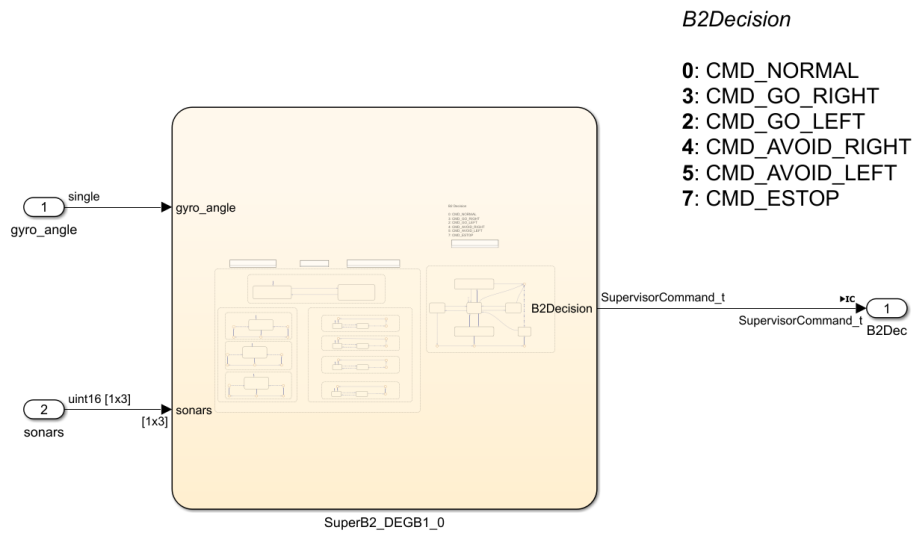 B2Decision
0: CMD_NORMAL
3: CMD_GO_RIGHT
2: CMD_GO_LEFT
4: CMD_AVOID_RIGHT
5: CMD_AVOID_LEFT
7: CMD_ESTOP
1
single
gyro_angle
gyro_angle
B2Decision
SupervisorCommand_t
IC
SupervisorCommand_t
1
B2Dec
2
uint16 [1x3]
[1x3]
sonars
sonars
SuperB2_DEGB1_0